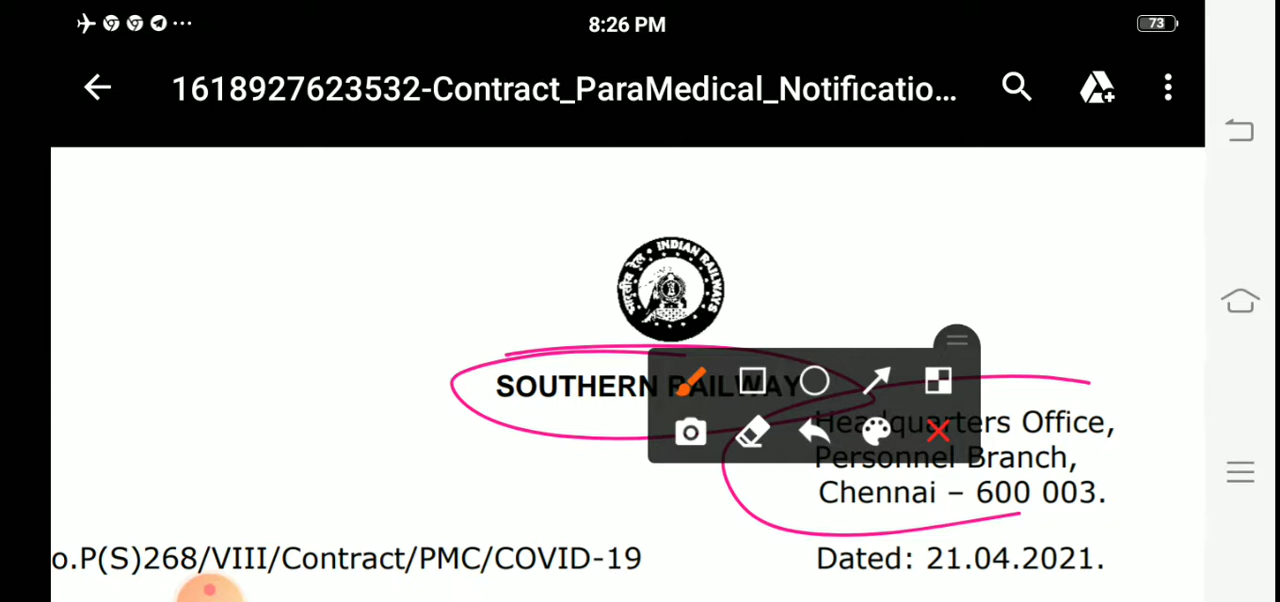 8:26 PM
73
1618927623532-Contract_ParaMedical_Notificatio...
INDIAN RAILWAYS
भारतीय रेल
SOUTHERN RAILWAY
Headquarters Office,
Personnel Branch,
Chennai – 600 003.
o.P(S)268/VIII/Contract/PMC/COVID-19
Dated: 21.04.2021.